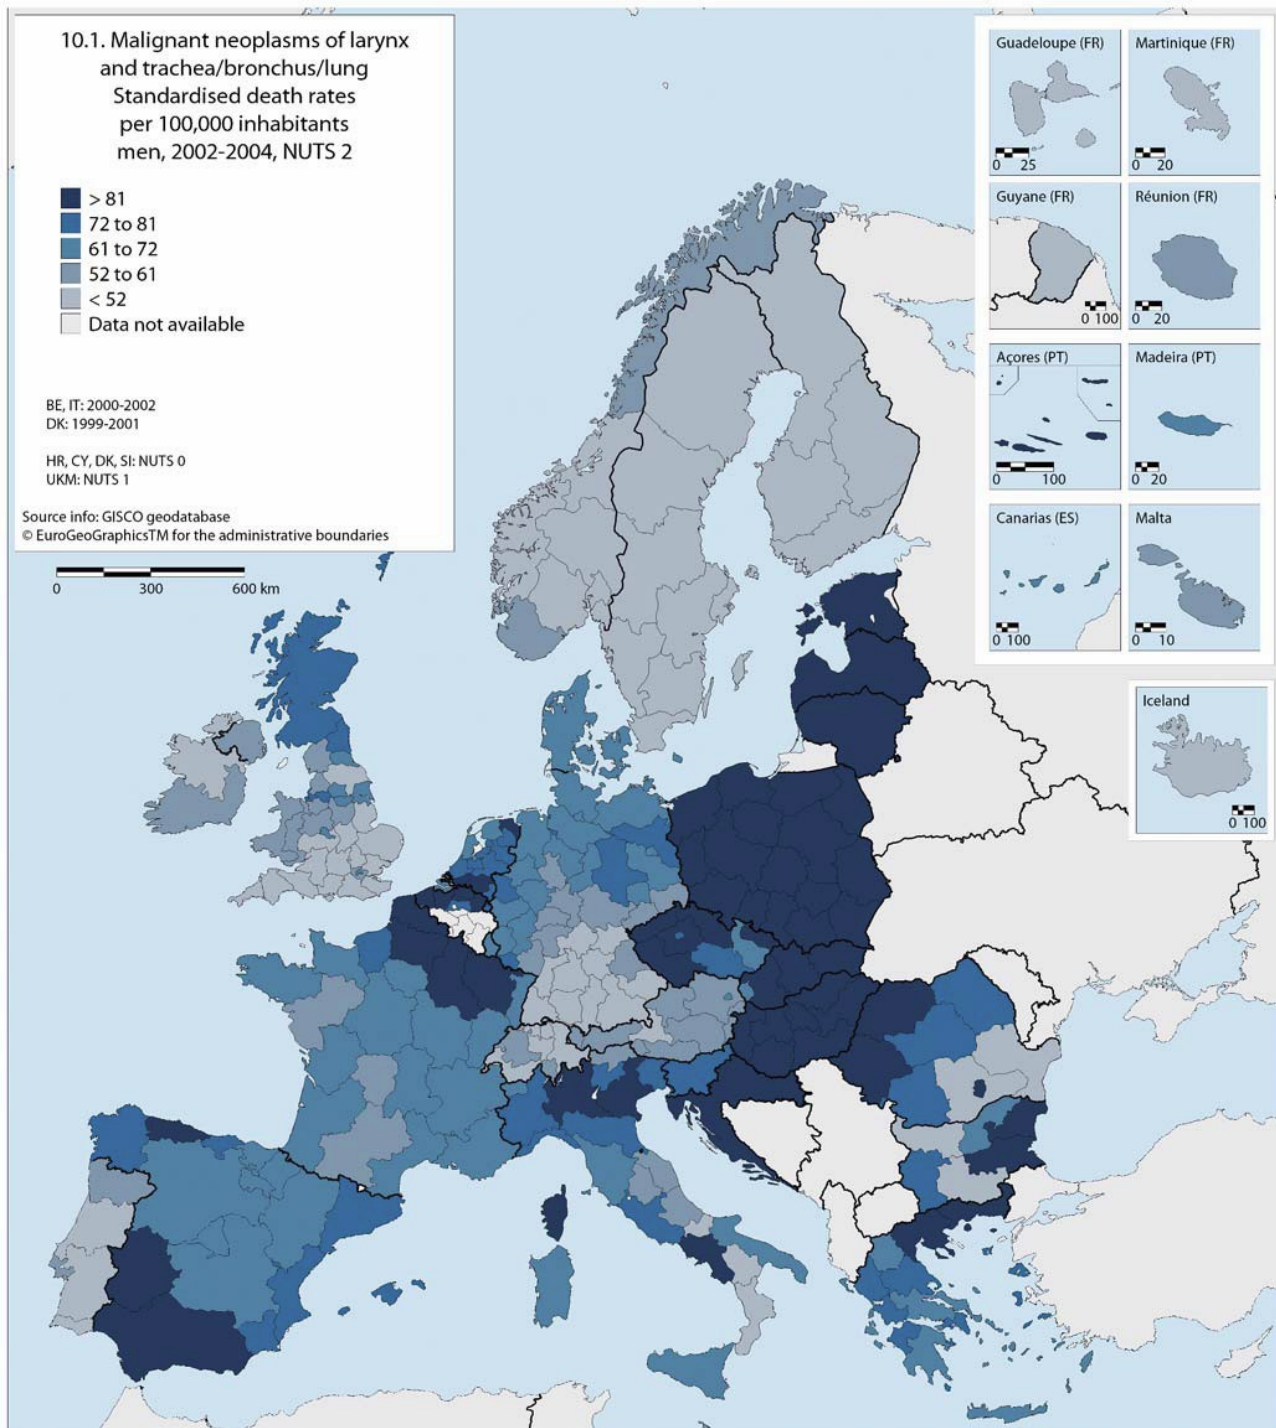 10.1. Malignant neoplasms of larynx
and trachea/bronchus/lung
Standardised death rates
per 100,000 inhabitants
men, 2002-2004, NUTS 2
> 81
72 to 81
61 to 72
52 to 61
< 52
Data not available
BE, IT: 2000-2002
DK: 1999-2001
HR, CY, DK, SI: NUTS 0
UKM: NUTS 1
Source info: GISCO geodatabase
© EuroGeoGraphicsTM for the administrative boundaries
0 300 600 km
Guadeloupe (FR)
0 25
Martinique (FR)
0 20
Guyane (FR)
0 100
Réunion (FR)
0 20
Açores (PT)
0 100
Madeira (PT)
0 20
Canarias (ES)
0 100
Malta
0 10
Iceland
0 100